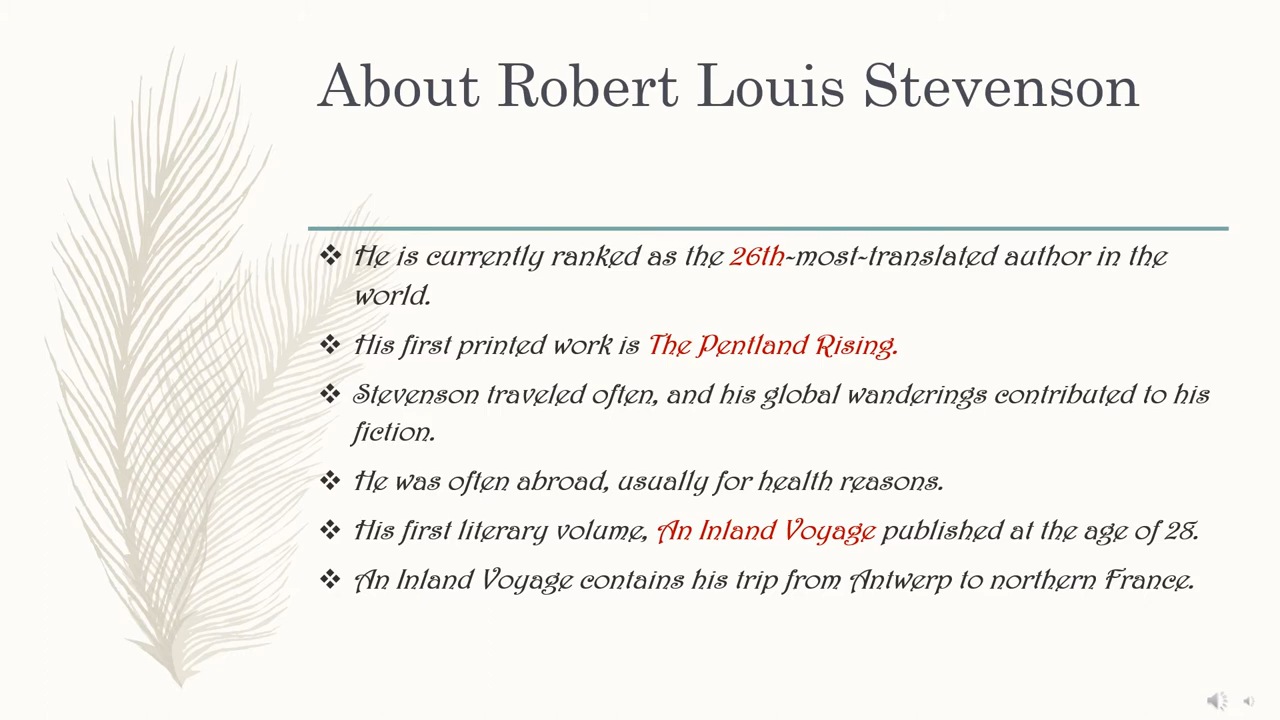 About Robert Louis Stevenson
❖ He is currently ranked as the 26th-most-translated author in the
world.
❖ His first printed work is The Pentland Rising.
❖ Stevenson traveled often, and his global wanderings contributed to his
fiction.
❖ He was often abroad, usually for health reasons.
❖ His first literary volume, An Inland Voyage published at the age of 28.
❖ An Inland Voyage contains his trip from Antwerp to northern France.